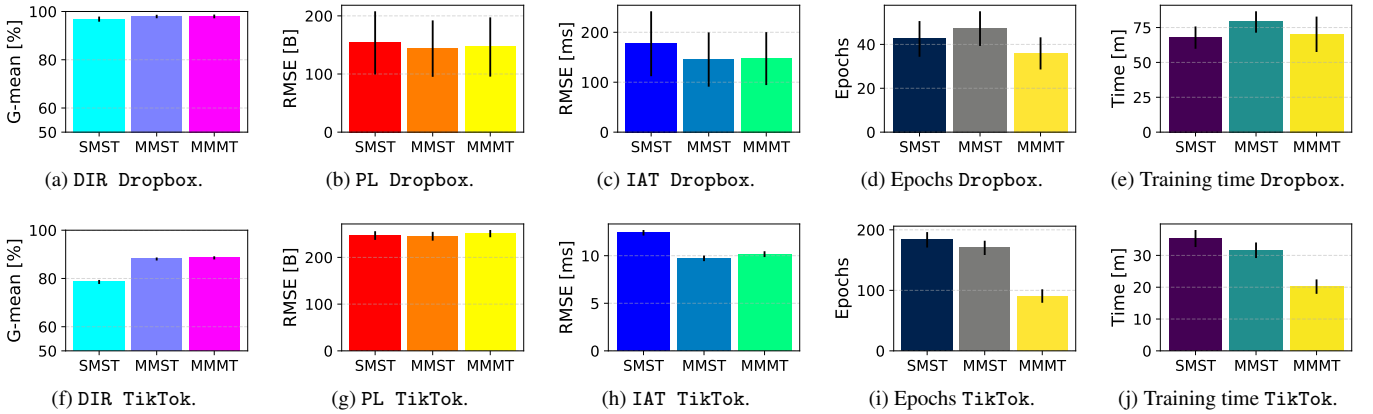 G-mean [%]
100
80
60
50
SMST MMST MMMT
(a) DIR Dropbox.
RMSE [B]
200
100
0
SMST MMST MMMT
(b) PL Dropbox.
RMSE [ms]
200
100
0
SMST MMST MMMT
(c) IAT Dropbox.
Epochs
40
20
0
SMST MMST MMMT
(d) Epochs Dropbox.
Time [m]
75
50
25
0
SMST MMST MMMT
(e) Training time Dropbox.
G-mean [%]
100
80
60
50
SMST MMST MMMT
(f) DIR TikTok.
RMSE [B]
200
100
0
SMST MMST MMMT
(g) PL TikTok.
RMSE [ms]
10
5
0
SMST MMST MMMT
(h) IAT TikTok.
Epochs
200
100
0
SMST MMST MMMT
(i) Epochs TikTok.
Time [m]
30
20
10
0
SMST MMST MMMT
(j) Training time TikTok.